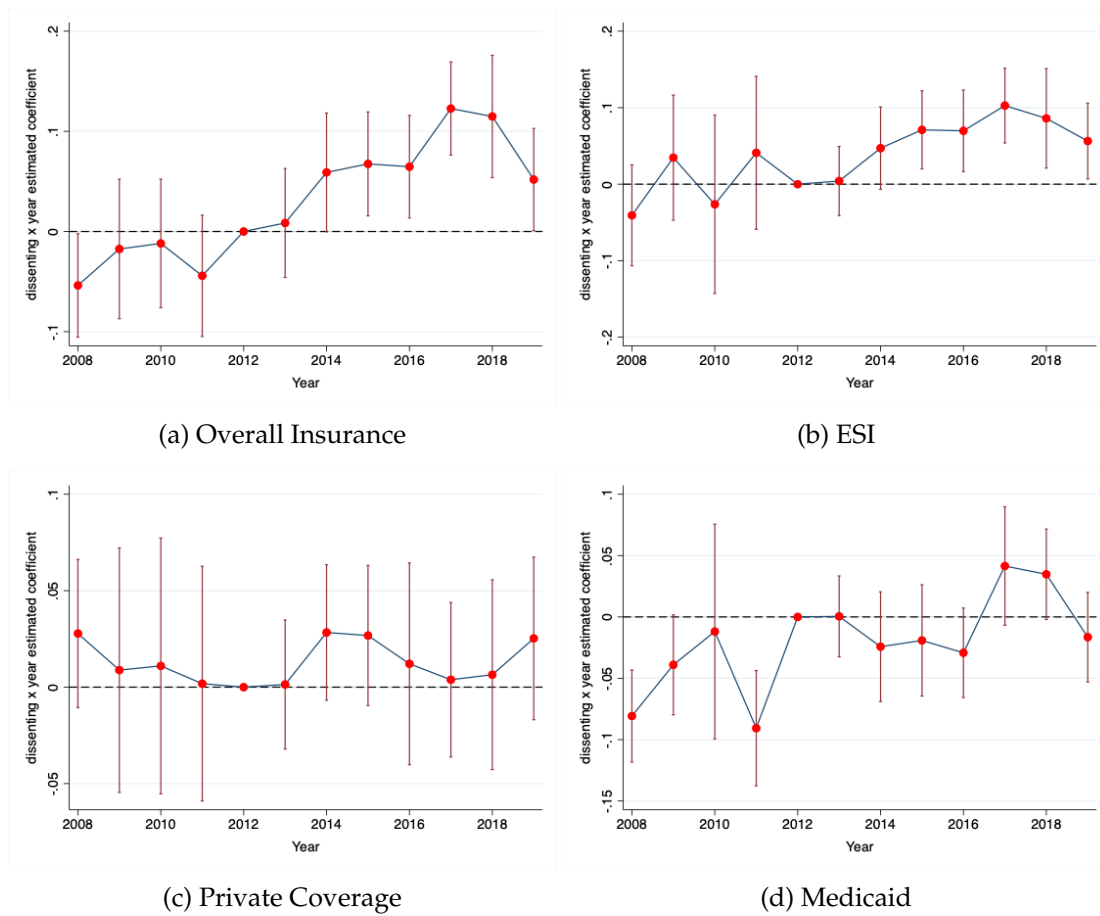 dissenting x year estimated coefficient
.2
.1
0
-.1
2008 2010 2012 2014 2016 2018
Year
(a) Overall Insurance
dissenting x year estimated coefficient
.2
.1
0
-.1
-.2
2008 2010 2012 2014 2016 2018
Year
(b) ESI
dissenting x year estimated coefficient
.1
.05
0
-.05
2008 2010 2012 2014 2016 2018
Year
(c) Private Coverage
dissenting x year estimated coefficient
.1
.05
0
-.05
-.1
-.15
2008 2010 2012 2014 2016 2018
Year
(d) Medicaid